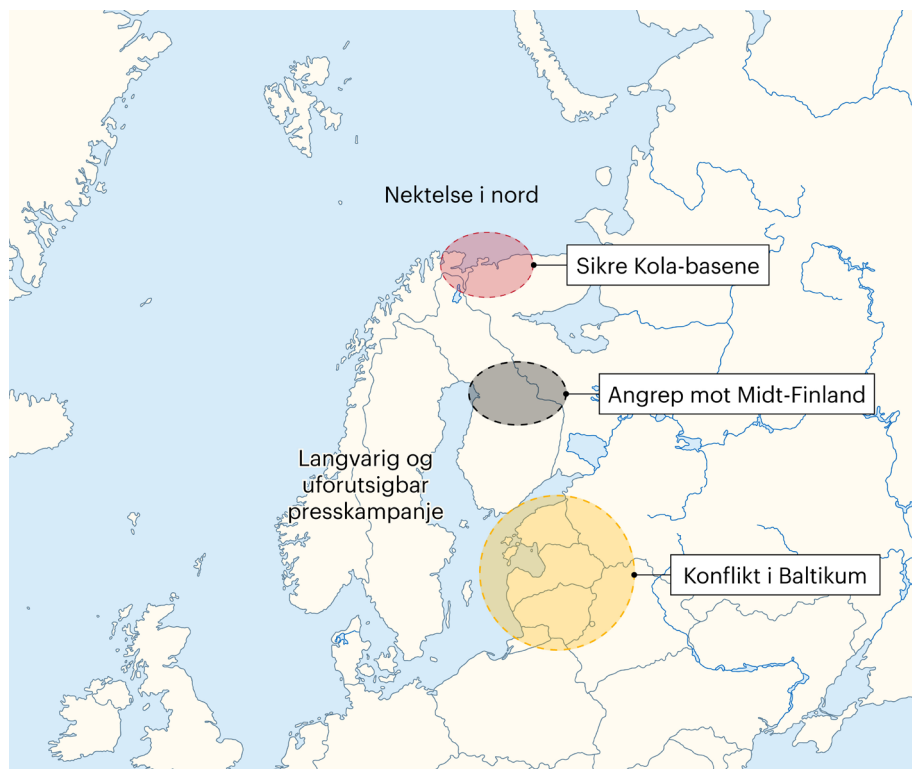 Nektelse i nord
Sikre Kola-basene
Angrep mot Midt-Finland
Langvarig og
uforutsigbar
presskampanje
Konflikt i Baltikum